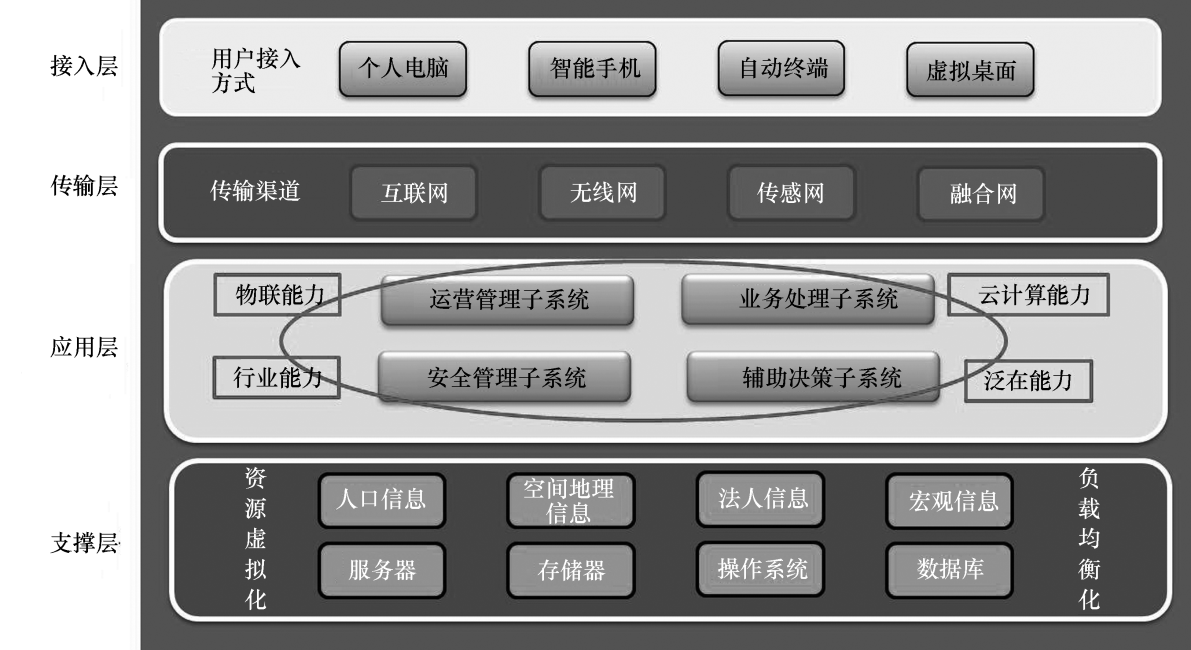 接入层
用户接入
方式
个人电脑
智能手机
自动终端
虚拟桌面
传输层
传输渠道
互联网
无线网
传感网
融合网
应用层
物联能力
运营管理子系统
业务处理子系统
云计算能力
行业能力
安全管理子系统
辅助决策子系统
泛在能力
支撑层
资源虚拟化
人口信息
空间地理
信息
法人信息
宏观信息
服务器
存储器
操作系统
数据库
负载均衡化